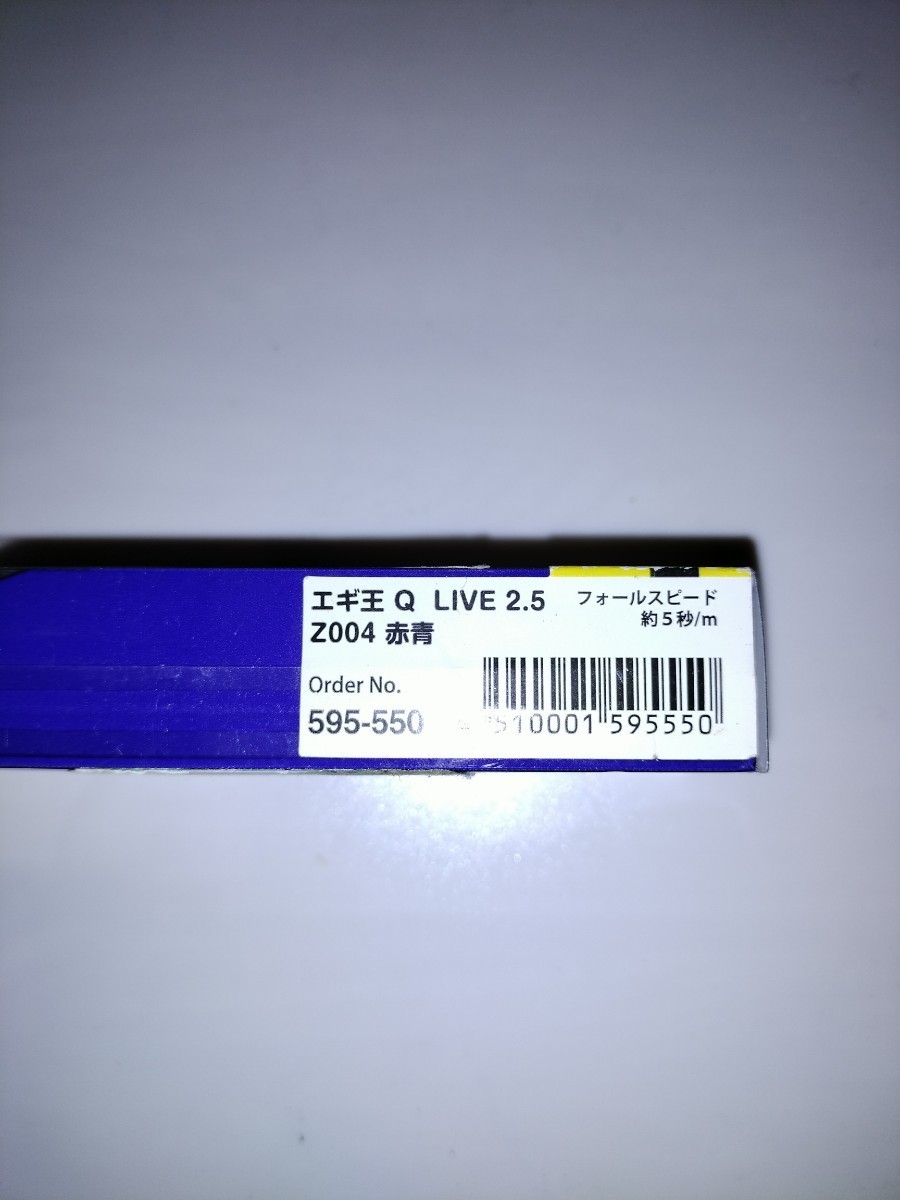 エギ王 Q LIVE 2.5
フォールスピード
約5秒/m
Z004 赤青
Order No.
595-550
510001 595550